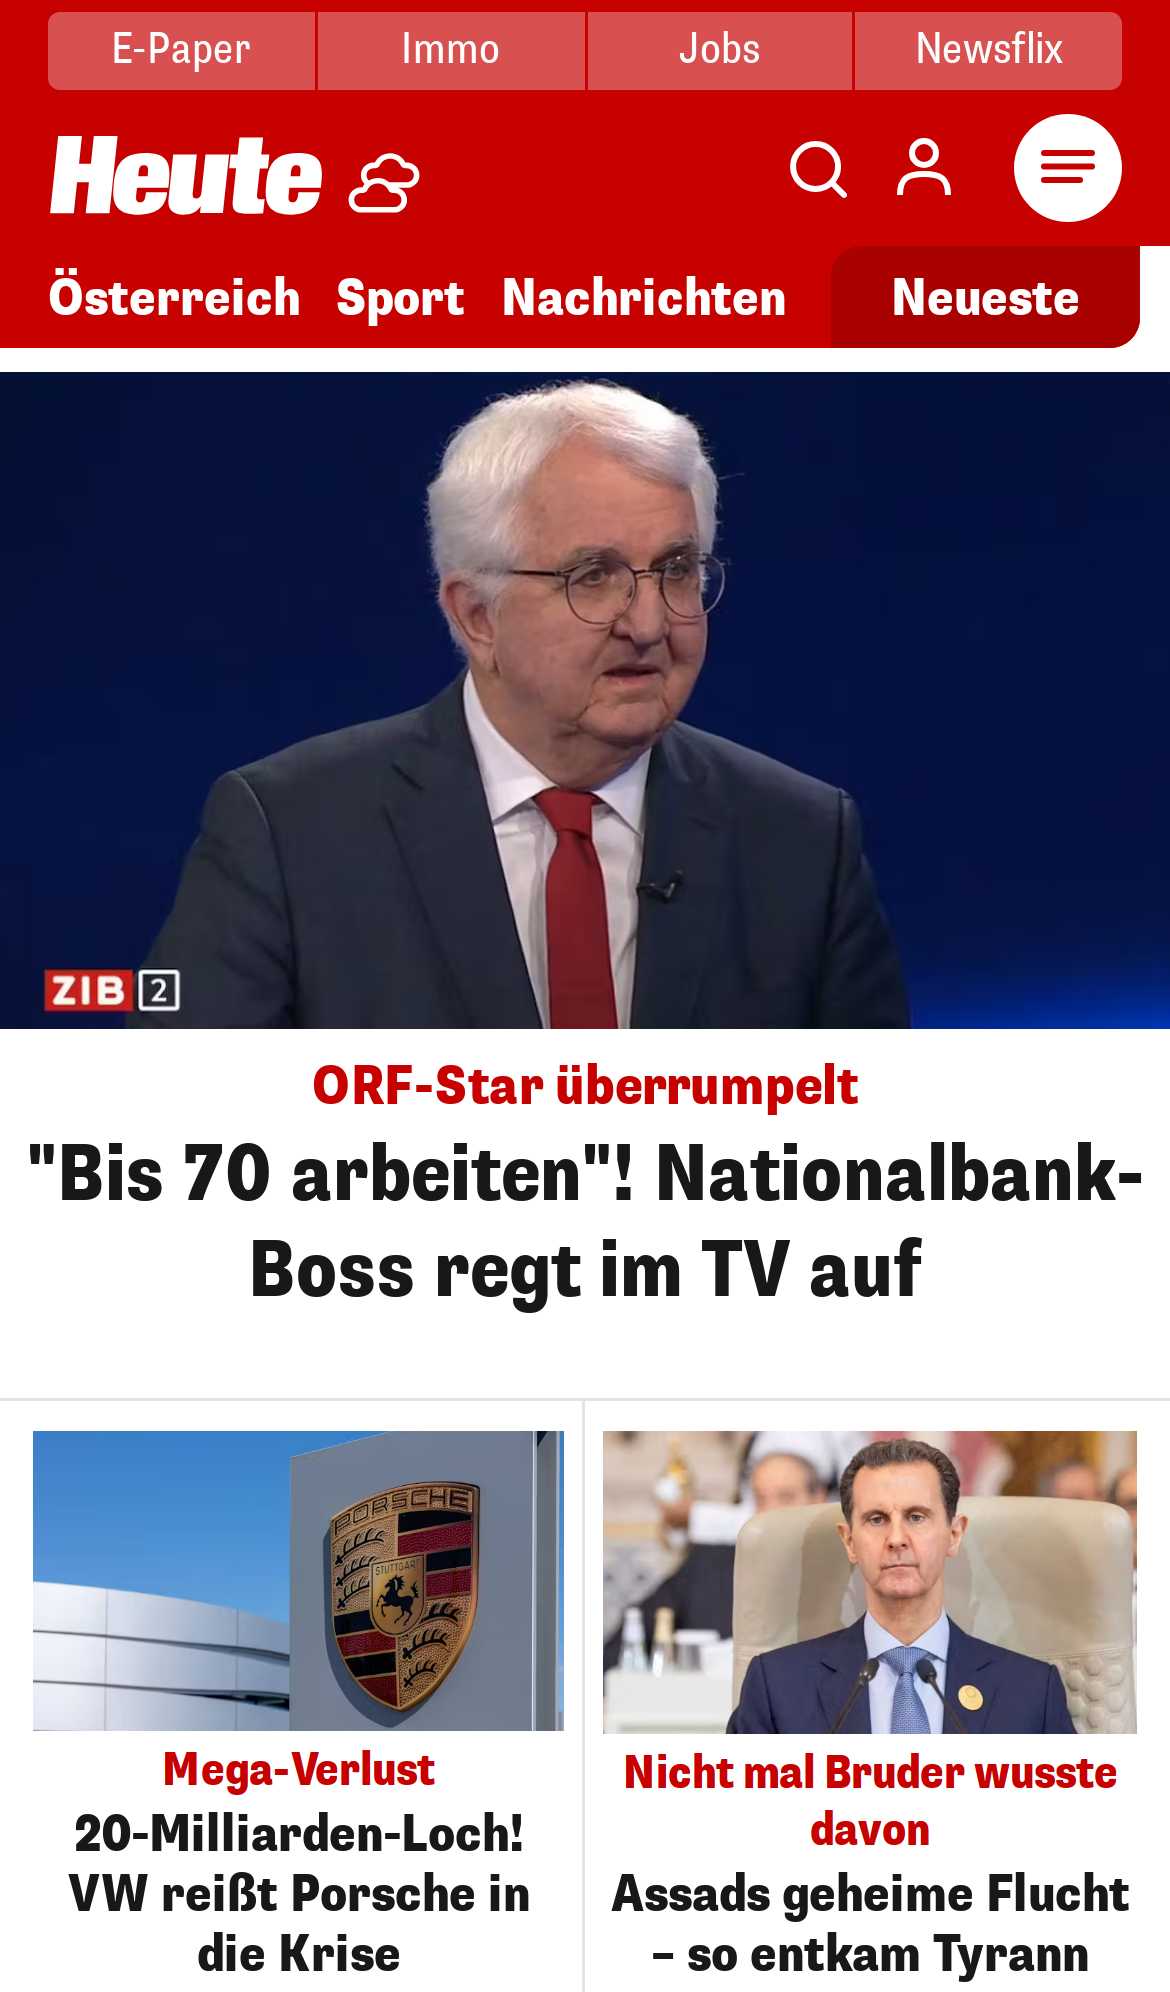 E-Paper
Immo
Jobs
Newsflix
Heute
Österreich
Sport
Nachrichten
Neueste
ZIB 2
ORF-Star überrumpelt
"Bis 70 arbeiten"! Nationalbank-
Boss regt im TV auf
PORSCHE
STUTTGART
Mega-Verlust
20-Milliarden-Loch!
VW reißt Porsche in
die Krise
Nicht mal Bruder wusste
davon
Assads geheime Flucht
– so entkam Tyrann